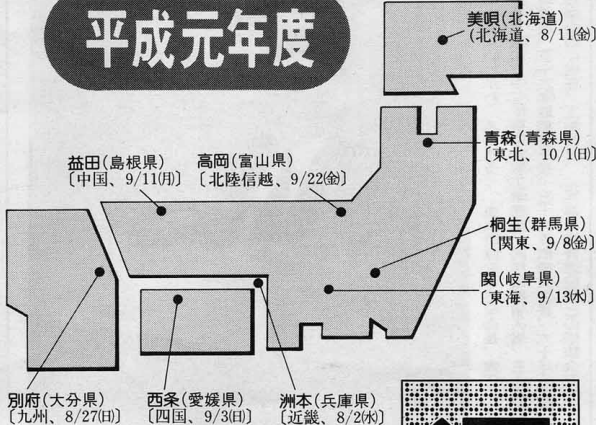 平成元年度
美唄(北海道)
(北海道、8/11㈮)
青森(青森県)
〔東北、10/1㈰〕
益田(島根県)
〔中国、9/11㈪〕
高岡(富山県)
〔北陸信越、9/22㈮〕
桐生(群馬県)
〔関東、9/8㈮〕
関(岐阜県)
〔東海、9/13㈬〕
別府(大分県)
〔九州、8/27㈰〕
西条(愛媛県)
〔四国、9/3㈰〕
洲本(兵庫県)
〔近畿、8/2㈬〕